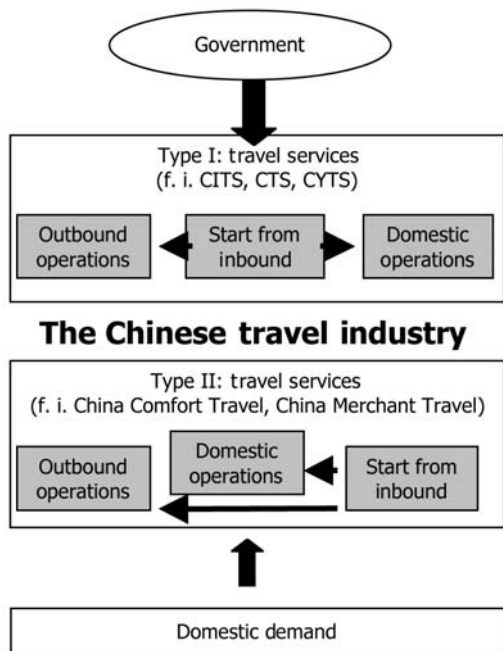 Government
Type I: travel services
(f. i. CITS, CTS, CYTS)
Outbound
operations
Start from
inbound
Domestic
operations
The Chinese travel industry
Type II: travel services
(f. i. China Comfort Travel, China Merchant Travel)
Outbound
operations
Domestic
operations
Start from
inbound
Domestic demand